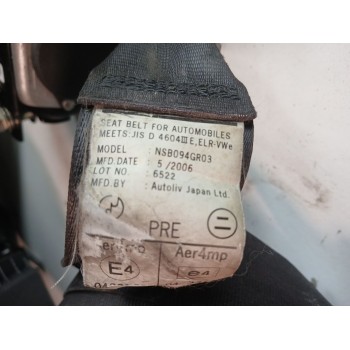 SEAT BELT FOR AUTOMOBILES
MEETS:JIS D 4604III E,ELR-VWe
MODEL : NSB094GR03
MFD.DATE : 5/2006
LOT NO : 6522
MFD.BY : Autoliv Japan Ltd.
PRE
Aer4mp
E4 e4